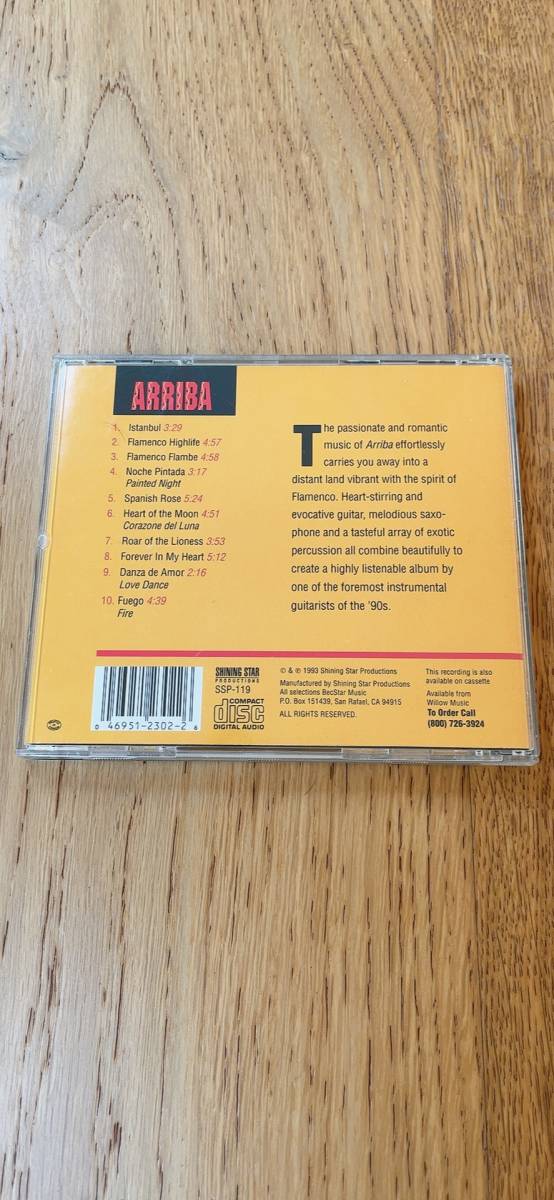 ARRIBA
1. Istanbul 3:29
2. Flamenco Highlife 4:57
3. Flamenco Flambe 4:58
4. Noche Pintada 3:17
Painted Night
5. Spanish Rose 5:24
6. Heart of the Moon 4:51
Corazone del Luna
7. Roar of the Lioness 3:53
8. Forever In My Heart 5:12
9. Danza de Amor 2:16
Love Dance
10. Fuego 4:39
Fire
The passionate and romantic
music of Arriba effortlessly
carries you away into a
distant land vibrant with the spirit of
Flamenco. Heart-stirring and
evocative guitar, melodious saxo-
phone and a tasteful array of exotic
percussion all combine beautifully to
create a highly listenable album by
one of the foremost instrumental
guitarists of the '90s.
0 46951-2302-2 6
SHINING STAR
PRODUCTIONS
SSP-119
COMPACT
disc
DIGITAL AUDIO
© & ℗ 1993 Shining Star Productions
Manufactured by Shining Star Productions
All selections BecStar Music
P.O. Box 151439, San Rafael, CA 94915
ALL RIGHTS RESERVED.
This recording is also
available on cassette
Available from
Willow Music
To Order Call
(800) 726-3924